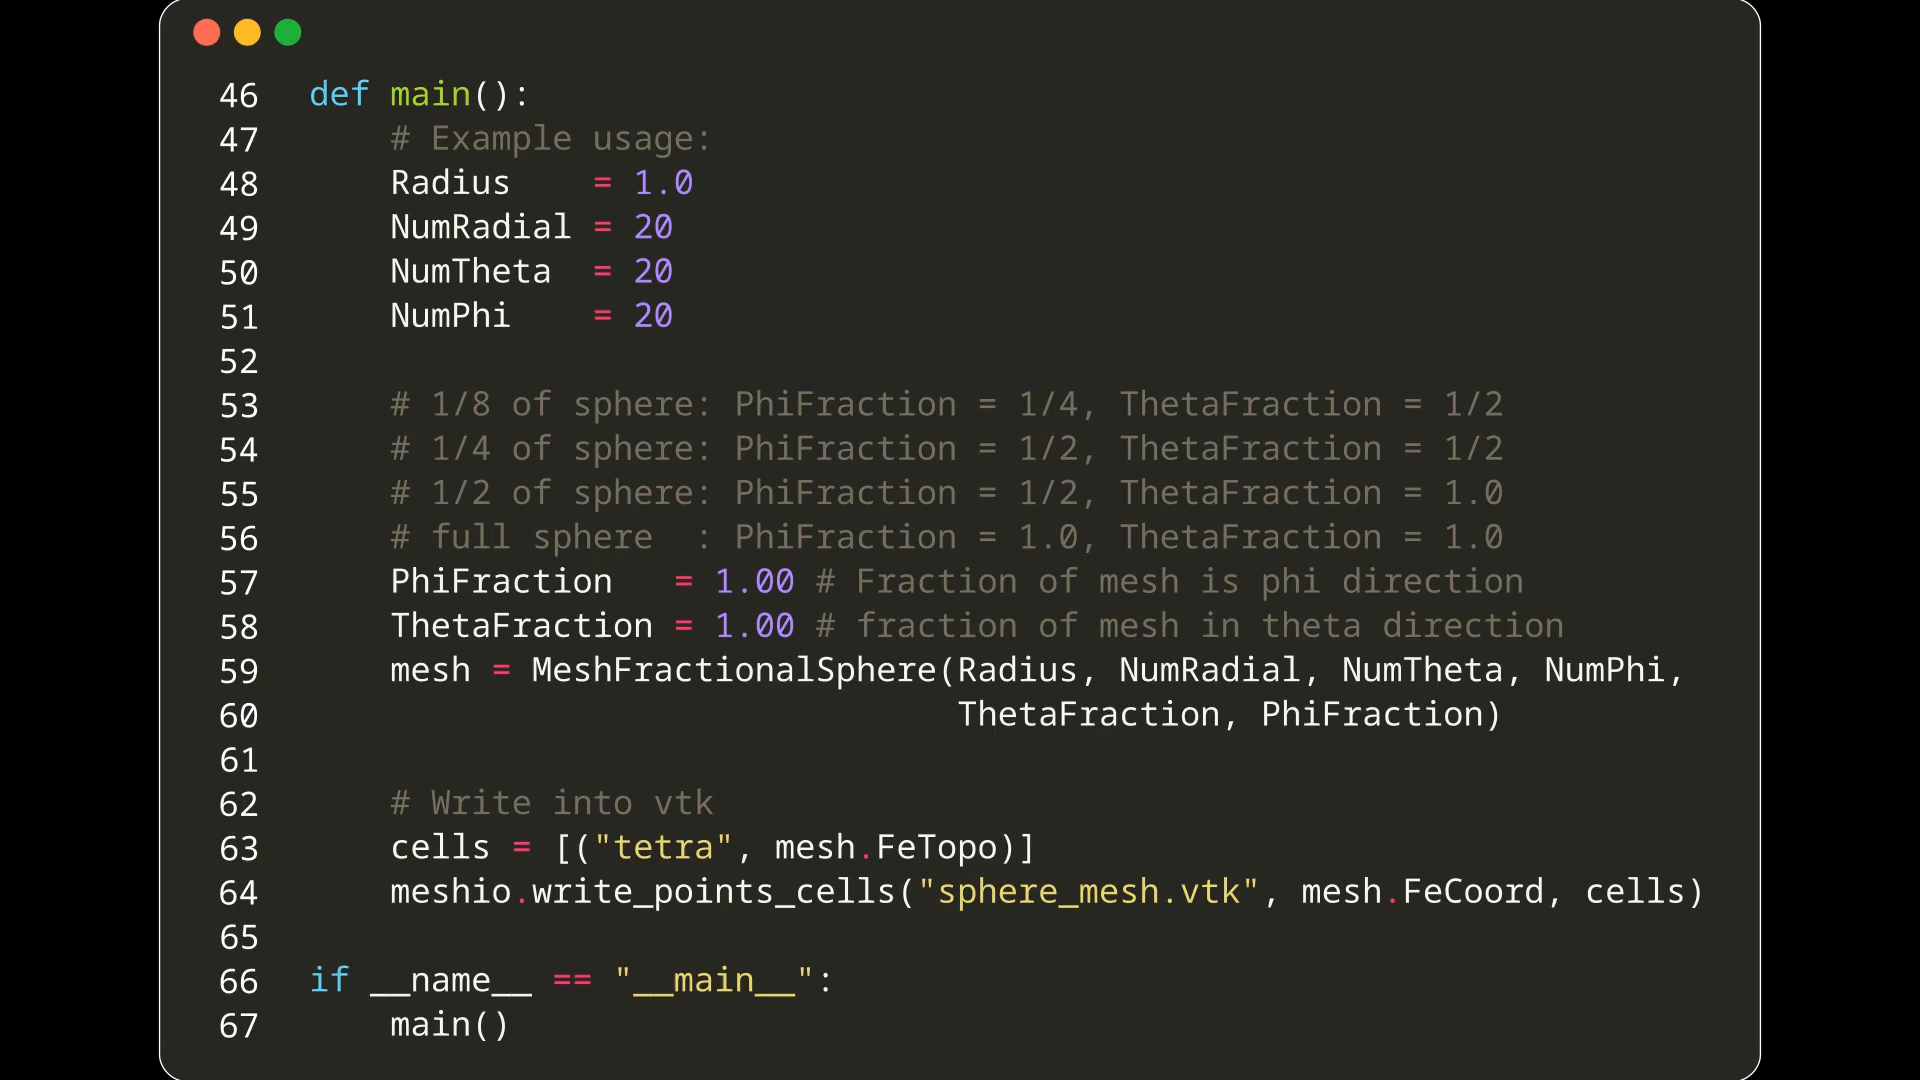 46 def main():
47 # Example usage:
48 Radius = 1.0
49 NumRadial = 20
50 NumTheta = 20
51 NumPhi = 20
52
53 # 1/8 of sphere: PhiFraction = 1/4, ThetaFraction = 1/2
54 # 1/4 of sphere: PhiFraction = 1/2, ThetaFraction = 1/2
55 # 1/2 of sphere: PhiFraction = 1/2, ThetaFraction = 1.0
56 # full sphere : PhiFraction = 1.0, ThetaFraction = 1.0
57 PhiFraction = 1.00 # Fraction of mesh is phi direction
58 ThetaFraction = 1.00 # fraction of mesh in theta direction
59 mesh = MeshFractionalSphere(Radius, NumRadial, NumTheta, NumPhi,
60 ThetaFraction, PhiFraction)
61
62 # Write into vtk
63 cells = [("tetra", mesh.FeTopo)]
64 meshio.write_points_cells("sphere_mesh.vtk", mesh.FeCoord, cells)
65
66 if __name__ == "__main__":
67 main()